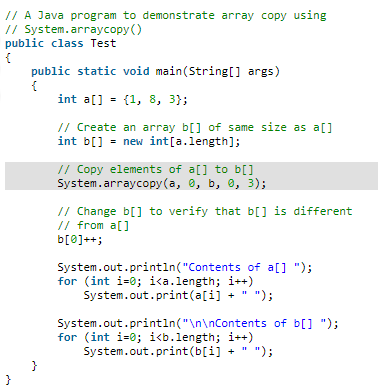 // A Java program to demonstrate array copy using
// System.arraycopy()
public class Test
{
    public static void main(String[] args)
    {
        int a[] = {1, 8, 3};

        // Create an array b[] of same size as a[]
        int b[] = new int[a.length];

        // Copy elements of a[] to b[]
        System.arraycopy(a, 0, b, 0, 3);

        // Change b[] to verify that b[] is different
        // from a[]
        b[0]++;

        System.out.println("Contents of a[] ");
        for (int i=0; i<a.length; i++)
            System.out.print(a[i] + " ");

        System.out.println("\n\nContents of b[] ");
        for (int i=0; i<b.length; i++)
            System.out.print(b[i] + " ");
    }
}